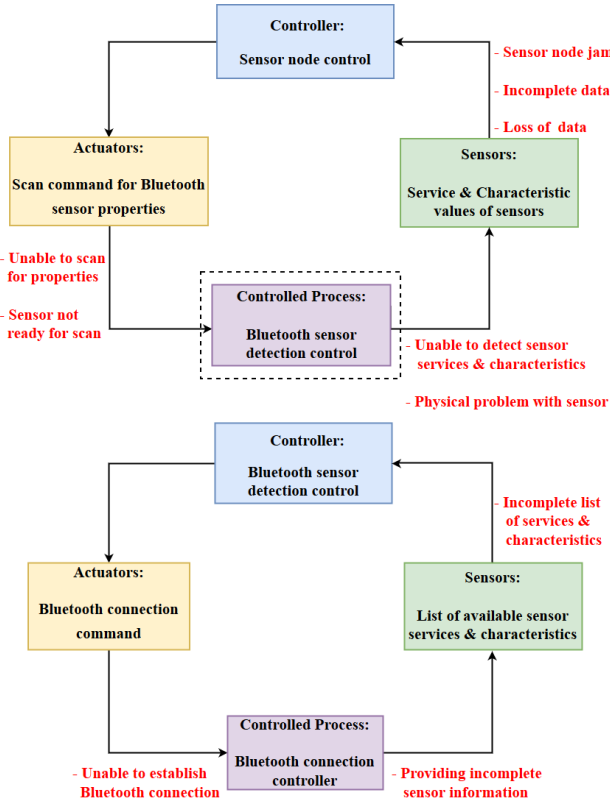 Controller:
Sensor node control
- Sensor node jam
- Incomplete data
- Loss of data
Actuators:
Scan command for Bluetooth
sensor properties
Sensors:
Service & Characteristic
values of sensors
- Unable to scan
for properties
- Sensor not
ready for scan
Controlled Process:
Bluetooth sensor
detection control
- Unable to detect sensor
services & characteristics
- Physical problem with sensor
Controller:
Bluetooth sensor
detection control
- Incomplete list
of services &
characteristics
Actuators:
Bluetooth connection
command
Sensors:
List of available sensor
services & characteristics
Controlled Process:
Bluetooth connection
controller
- Unable to establish
Bluetooth connection
- Providing incomplete
sensor information